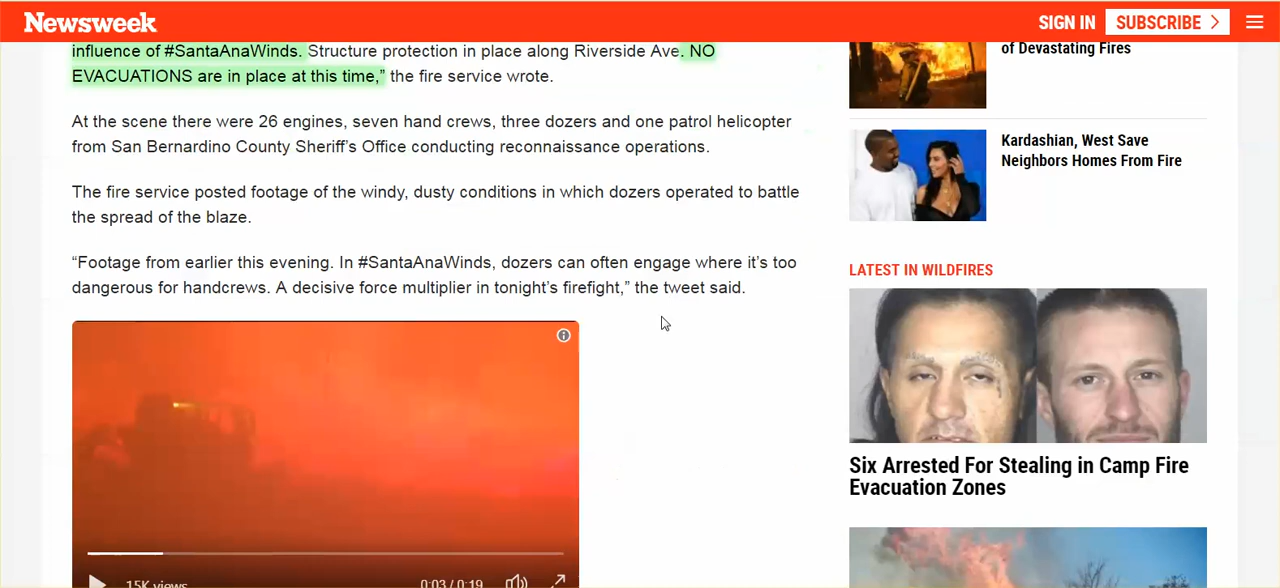 Newsweek
SIGN IN
SUBSCRIBE
influence of #SantaAnaWinds. Structure protection in place along Riverside Ave. NO
EVACUATIONS are in place at this time,” the fire service wrote.
At the scene there were 26 engines, seven hand crews, three dozers and one patrol helicopter
from San Bernardino County Sheriff’s Office conducting reconnaissance operations.
The fire service posted footage of the windy, dusty conditions in which dozers operated to battle
the spread of the blaze.
“Footage from earlier this evening. In #SantaAnaWinds, dozers can often engage where it’s too
dangerous for handcrews. A decisive force multiplier in tonight’s firefight,” the tweet said.
15K views
0:03 / 0:19
of Devastating Fires
Kardashian, West Save
Neighbors Homes From Fire
LATEST IN WILDFIRES
Six Arrested For Stealing in Camp Fire
Evacuation Zones